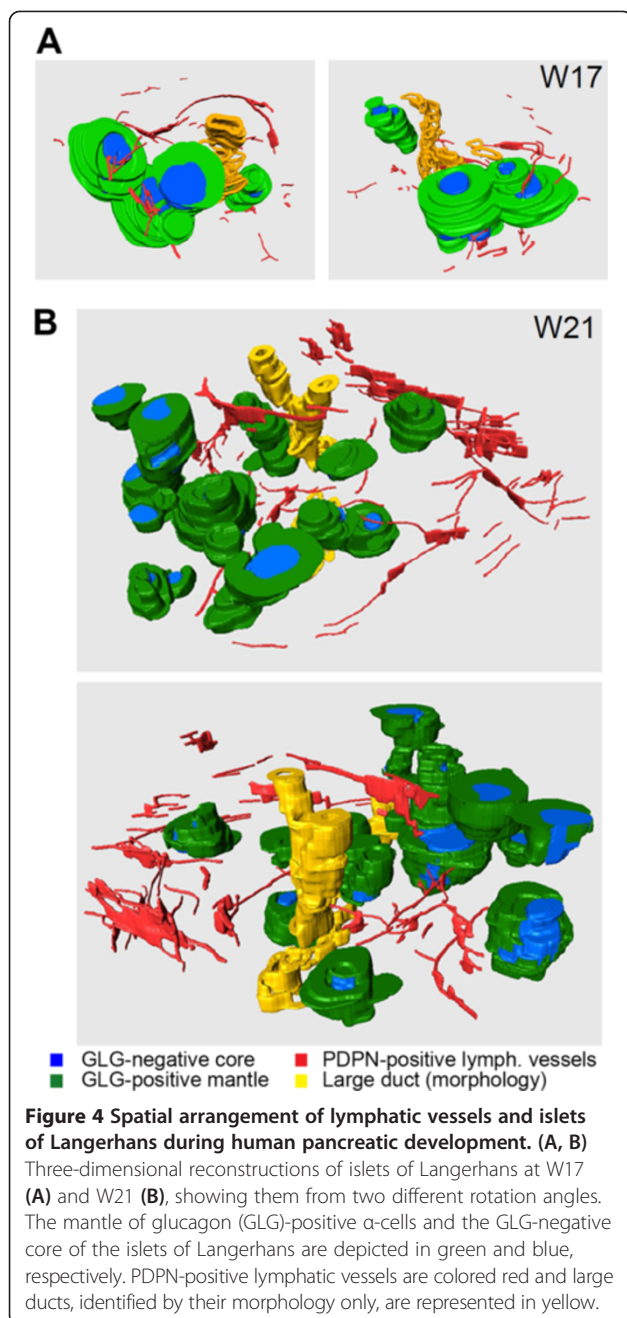 A
W17
B
W21
GLG-negative core PDPN-positive lymph. vessels
GLG-positive mantle Large duct (morphology)
Figure 4 Spatial arrangement of lymphatic vessels and islets
of Langerhans during human pancreatic development. (A, B)
Three-dimensional reconstructions of islets of Langerhans at W17
(A) and W21 (B), showing them from two different rotation angles.
The mantle of glucagon (GLG)-positive α-cells and the GLG-negative
core of the islets of Langerhans are depicted in green and blue,
respectively. PDPN-positive lymphatic vessels are colored red and large
ducts, identified by their morphology only, are represented in yellow.